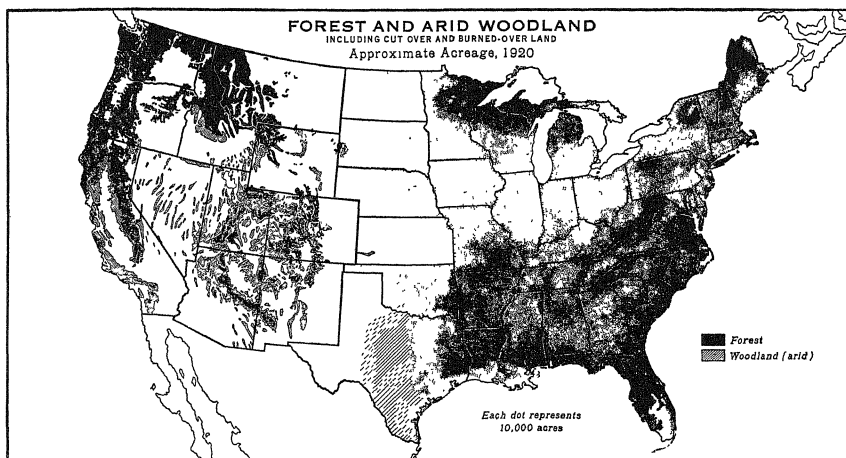 FOREST AND ARID WOODLAND
INCLUDING CUT OVER AND BURNED-OVER LAND
Approximate Acreage, 1920
Forest
Woodland (arid)
Each dot represents
10,000 acres